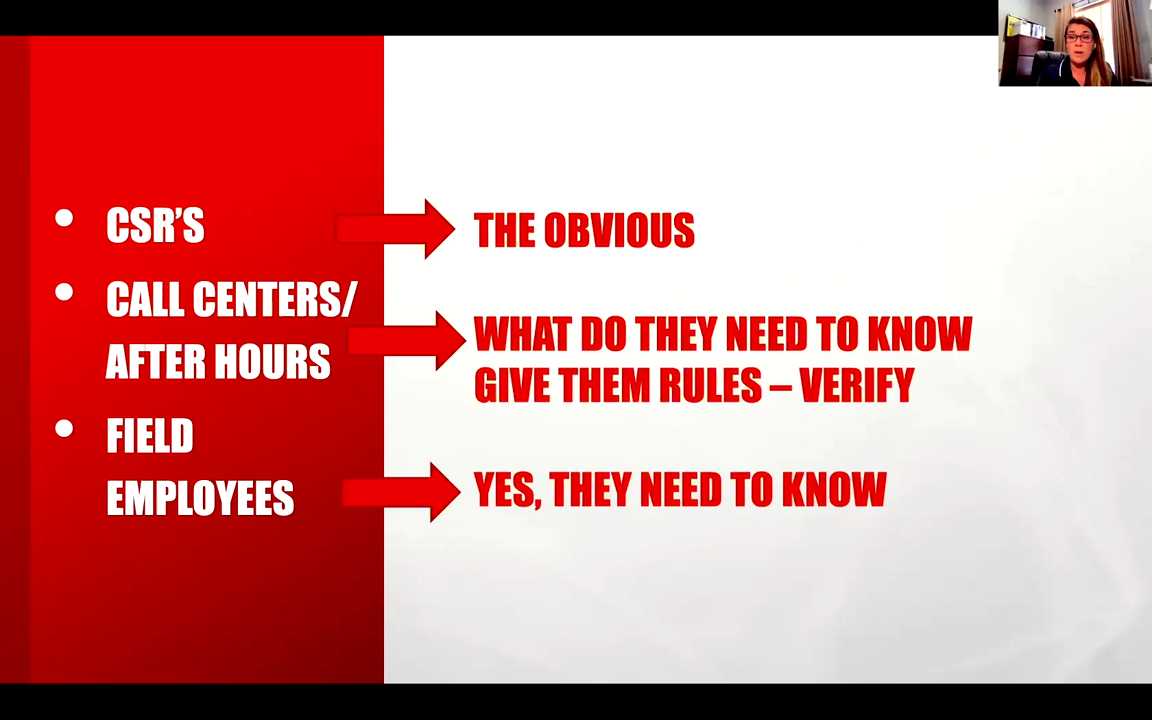 CSR'S
THE OBVIOUS
CALL CENTERS/
AFTER HOURS
WHAT DO THEY NEED TO KNOW
GIVE THEM RULES – VERIFY
FIELD
EMPLOYEES
YES, THEY NEED TO KNOW